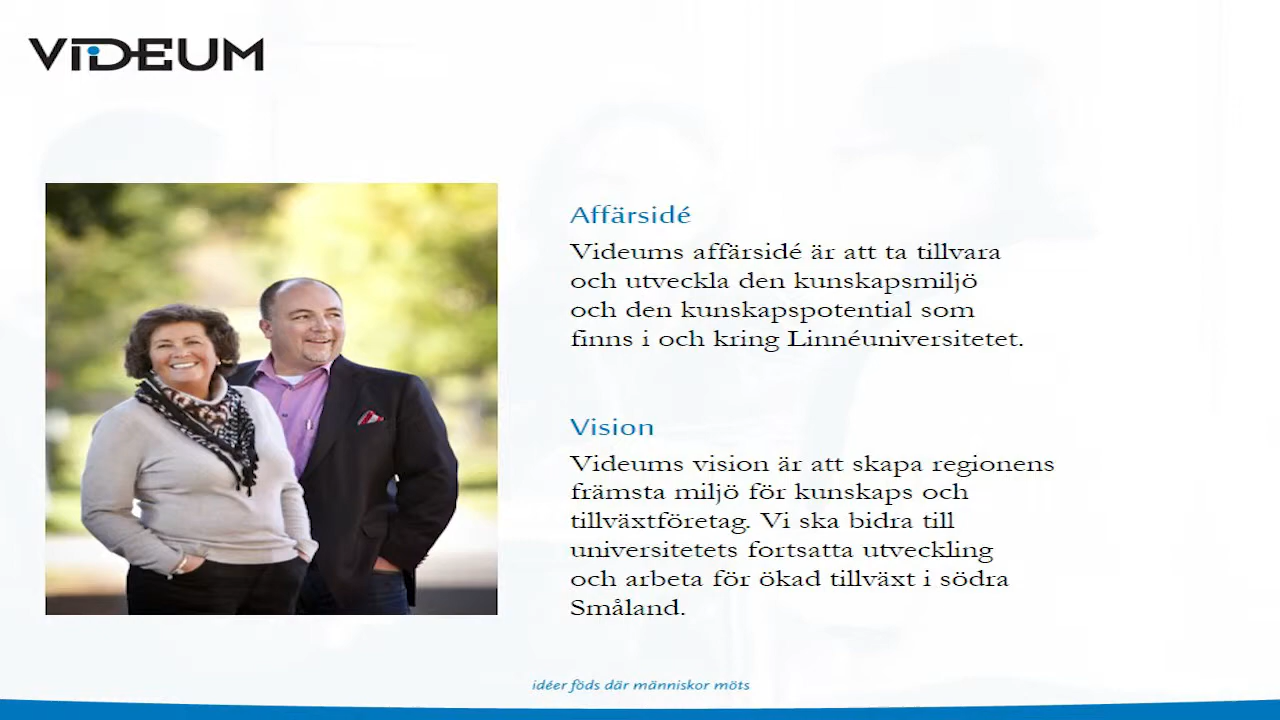 VIDEUM
Affärsidé
Videums affärsidé är att ta tillvara
och utveckla den kunskapsmiljö
och den kunskapspotential som
finns i och kring Linnéuniversitetet.
Vision
Videums vision är att skapa regionens
främsta miljö för kunskaps och
tillväxtföretag. Vi ska bidra till
universitetets fortsatta utveckling
och arbeta för ökad tillväxt i södra
Småland.
idéer föds där människor möts